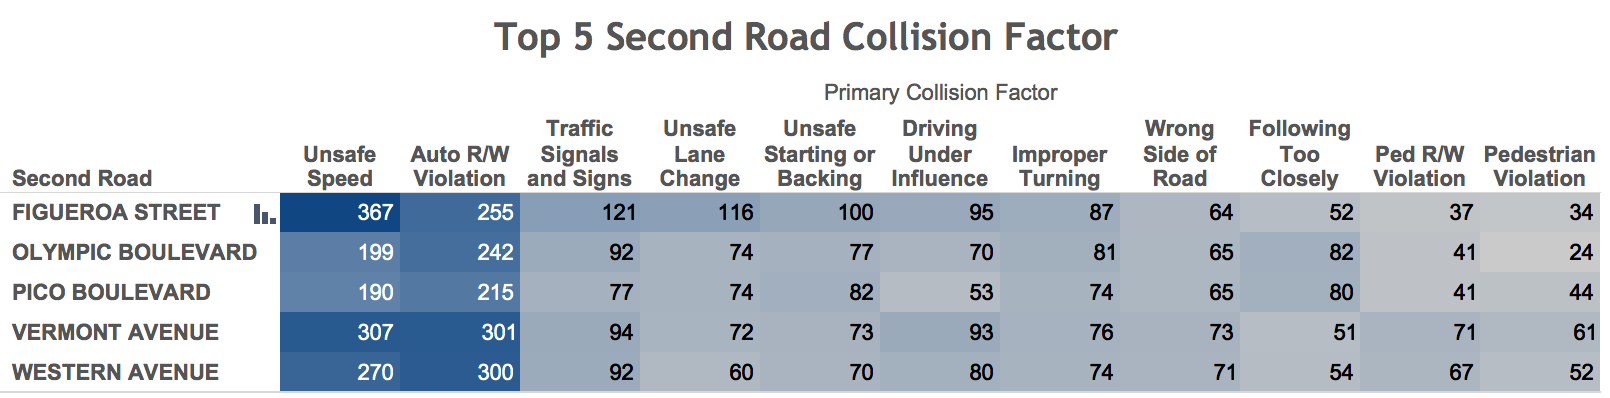 Top 5 Second Road Collision Factor
Primary Collision Factor
Second Road Unsafe Speed Auto R/W Violation Traffic Signals and Signs Unsafe Lane Change Unsafe Starting or Backing Driving Under Influence Improper Turning Wrong Side of Road Following Too Closely Ped R/W Violation Pedestrian Violation
FIGUEROA STREET 367 255 121 116 100 95 87 64 52 37 34
OLYMPIC BOULEVARD 199 242 92 74 77 70 81 65 82 41 24
PICO BOULEVARD 190 215 77 74 82 53 74 65 80 41 44
VERMONT AVENUE 307 301 94 72 73 93 76 73 51 71 61
WESTERN AVENUE 270 300 92 60 70 80 74 71 54 67 52